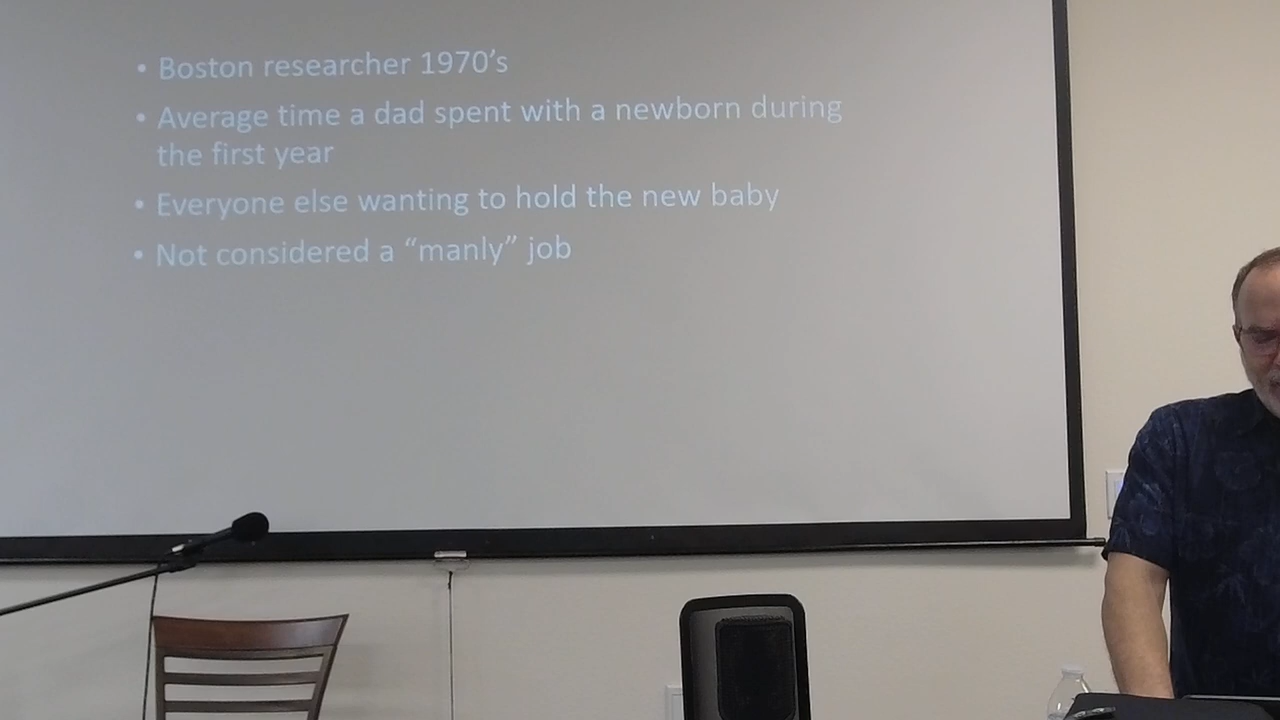 • Boston researcher 1970’s
• Average time a dad spent with a newborn during
the first year
• Everyone else wanting to hold the new baby
• Not considered a “manly” job